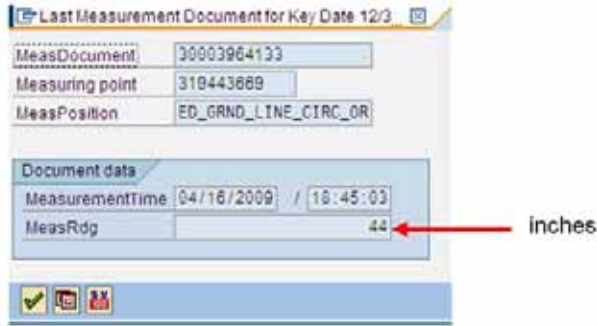 Last Measurement Document for Key Date 12/3
MeasDocument 30003964133
Measuring point 319443669
MeasPosition ED_GRND_LINE_CIRC_OR
Document data
MeasurementTime 04/16/2009 / 18:45:03
MeasRdg 44
inches